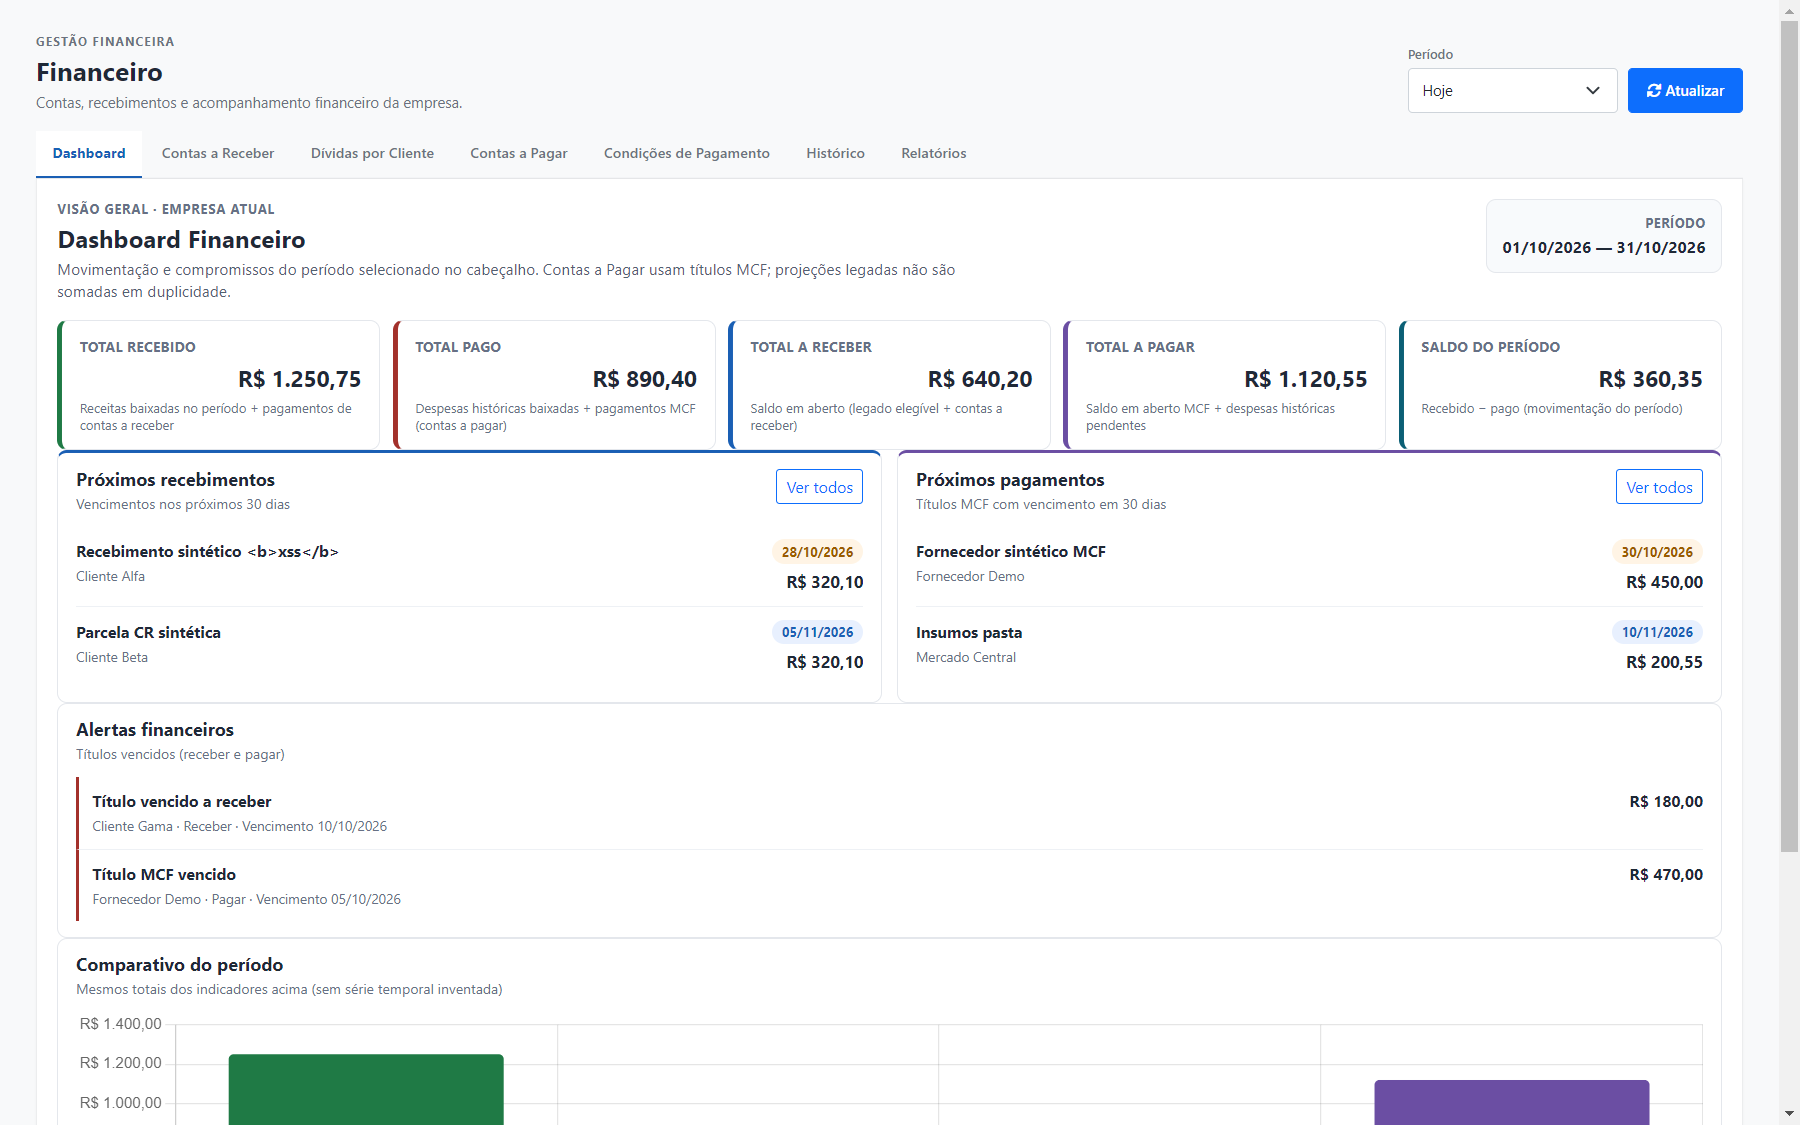 GESTÃO FINANCEIRA
Financeiro
Contas, recebimentos e acompanhamento financeiro da empresa.
Período
Hoje
Atualizar
Dashboard
Contas a Receber
Dívidas por Cliente
Contas a Pagar
Condições de Pagamento
Histórico
Relatórios
VISÃO GERAL · EMPRESA ATUAL
Dashboard Financeiro
Movimentação e compromissos do período selecionado no cabeçalho. Contas a Pagar usam títulos MCF; projeções legadas não são
somadas em duplicidade.
PERÍODO
01/10/2026 — 31/10/2026
TOTAL RECEBIDO
R$ 1.250,75
Receitas baixadas no período + pagamentos de
contas a receber
TOTAL PAGO
R$ 890,40
Despesas históricas baixadas + pagamentos MCF
(contas a pagar)
TOTAL A RECEBER
R$ 640,20
Saldo em aberto (legado elegível + contas a
receber)
TOTAL A PAGAR
R$ 1.120,55
Saldo em aberto MCF + despesas históricas
pendentes
SALDO DO PERÍODO
R$ 360,35
Recebido − pago (movimentação do período)
Próximos recebimentos
Vencimentos nos próximos 30 dias
Ver todos
Recebimento sintético <b>xss</b>
28/10/2026
Cliente Alfa
R$ 320,10
Parcela CR sintética
05/11/2026
Cliente Beta
R$ 320,10
Próximos pagamentos
Títulos MCF com vencimento em 30 dias
Ver todos
Fornecedor sintético MCF
30/10/2026
Fornecedor Demo
R$ 450,00
Insumos pasta
10/11/2026
Mercado Central
R$ 200,55
Alertas financeiros
Títulos vencidos (receber e pagar)
Título vencido a receber
R$ 180,00
Cliente Gama · Receber · Vencimento 10/10/2026
Título MCF vencido
R$ 470,00
Fornecedor Demo · Pagar · Vencimento 05/10/2026
Comparativo do período
Mesmos totais dos indicadores acima (sem série temporal inventada)
R$ 1.400,00
R$ 1.200,00
R$ 1.000,00